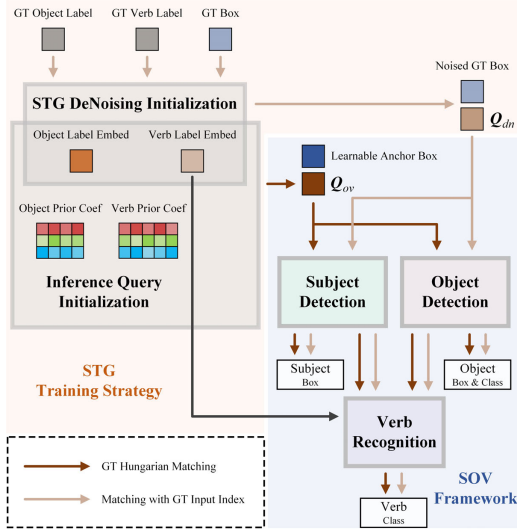 GT Object Label
GT Verb Label
GT Box
STG DeNoising Initialization
Noised GT Box
Q_dn
Object Label Embed
Verb Label Embed
Learnable Anchor Box
Q_ov
Object Prior Coef
Verb Prior Coef
Inference Query
Initialization
Subject
Detection
Object
Detection
STG
Training Strategy
Subject
Box
Object
Box & Class
Verb
Recognition
GT Hungarian Matching
Matching with GT Input Index
SOV
Framework
Verb
Class